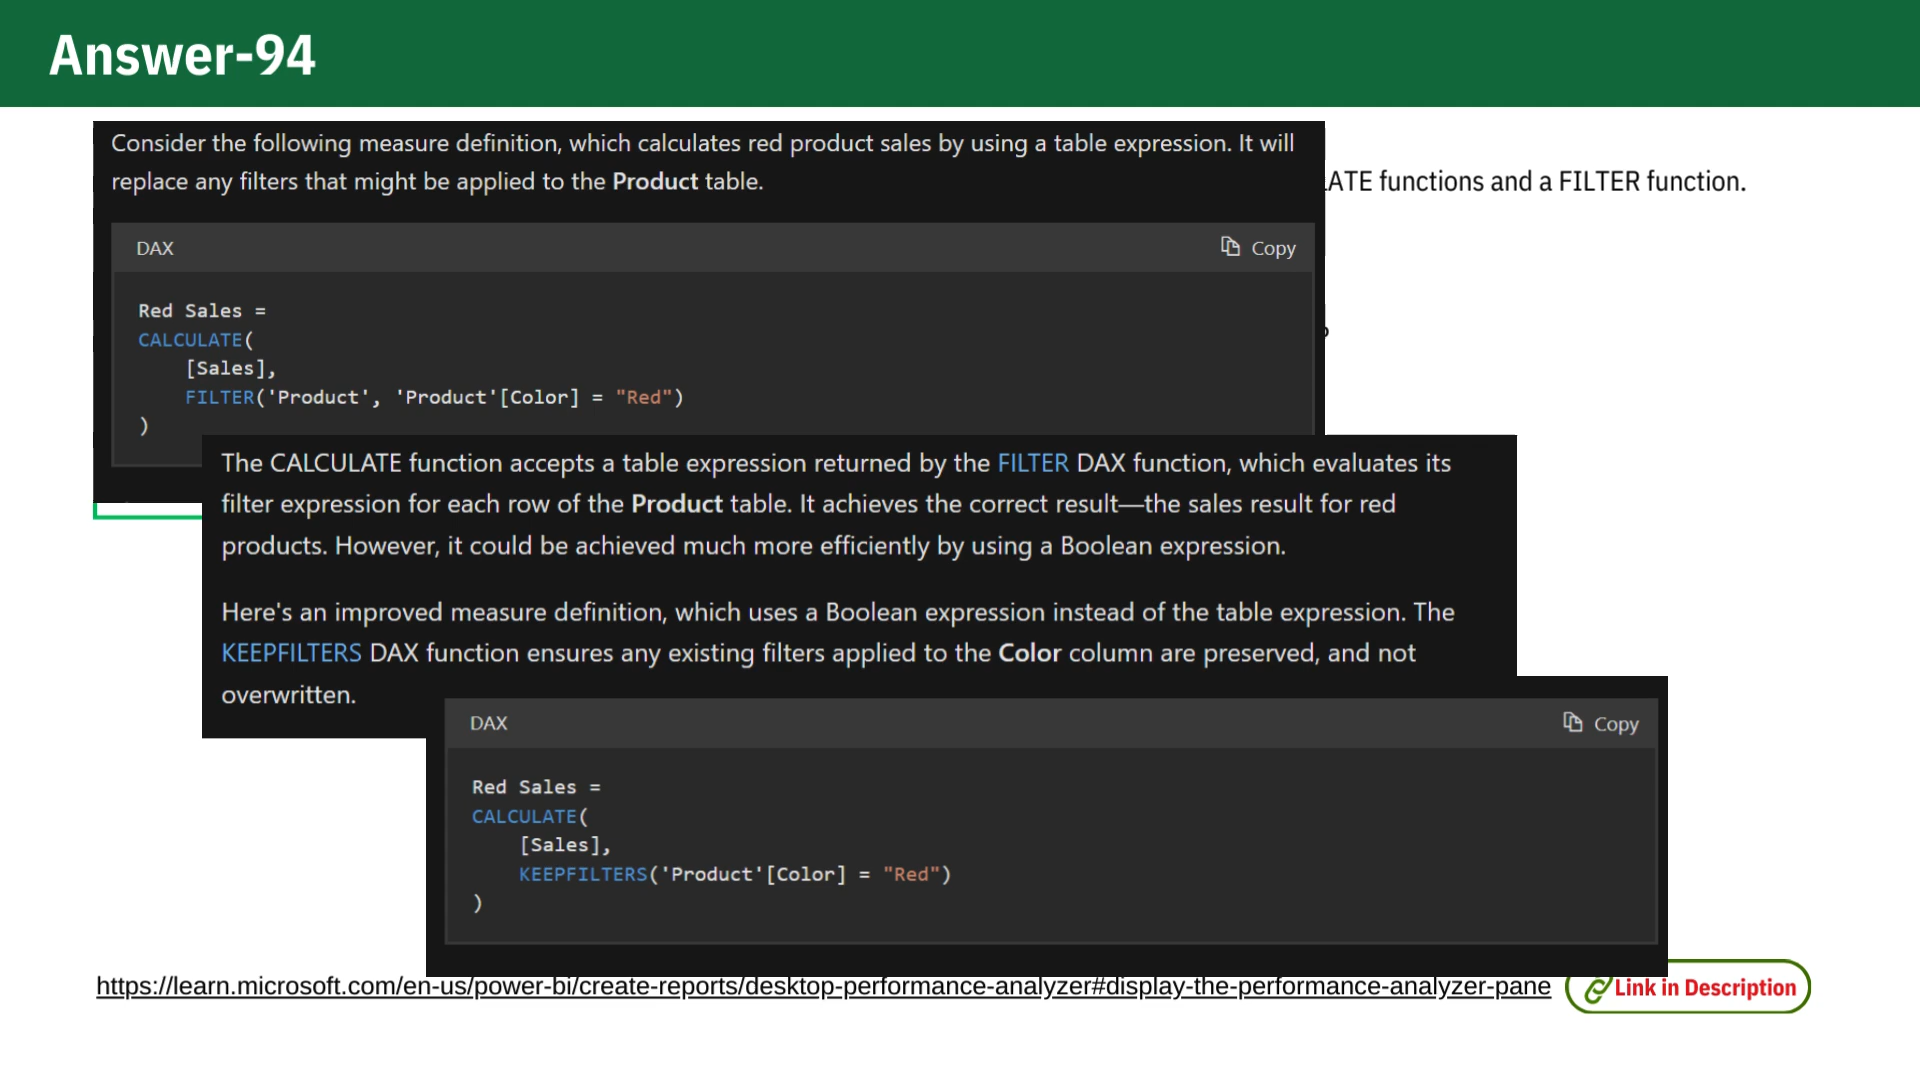 Answer-94
Consider the following measure definition, which calculates red product sales by using a table expression. It will
replace any filters that might be applied to the Product table.
ATE functions and a FILTER function.
DAX
Copy
Red Sales =
CALCULATE(
[Sales],
FILTER('Product', 'Product'[Color] = "Red")
)
The CALCULATE function accepts a table expression returned by the FILTER DAX function, which evaluates its
filter expression for each row of the Product table. It achieves the correct result—the sales result for red
products. However, it could be achieved much more efficiently by using a Boolean expression.
Here's an improved measure definition, which uses a Boolean expression instead of the table expression. The
KEEPFILTERS DAX function ensures any existing filters applied to the Color column are preserved, and not
overwritten.
DAX
Copy
Red Sales =
CALCULATE(
[Sales],
KEEPFILTERS('Product'[Color] = "Red")
)
https://learn.microsoft.com/en-us/power-bi/create-reports/desktop-performance-analyzer#display-the-performance-analyzer-pane
Link in Description